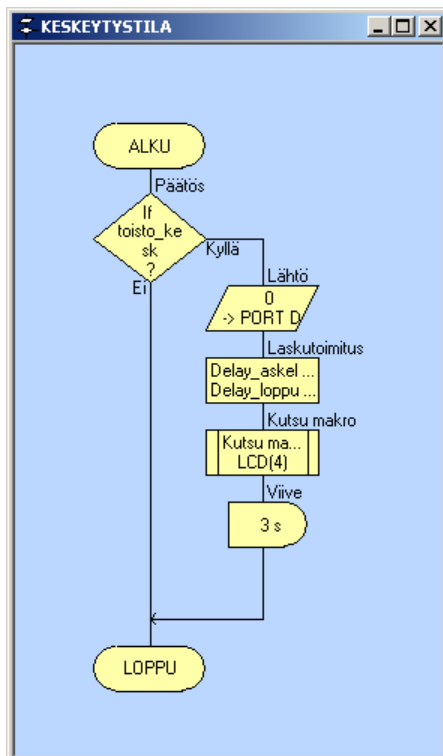 KESKEYTYSTILA
ALKU
Päätös
If
toisto_ke
sk
?
Kyllä
Ei
Lähtö
0
-> PORT D
Laskutoimitus
Delay_askel ...
Delay_loppu ...
Kutsu makro
Kutsu ma...
LCD(4)
Viive
3 s
LOPPU